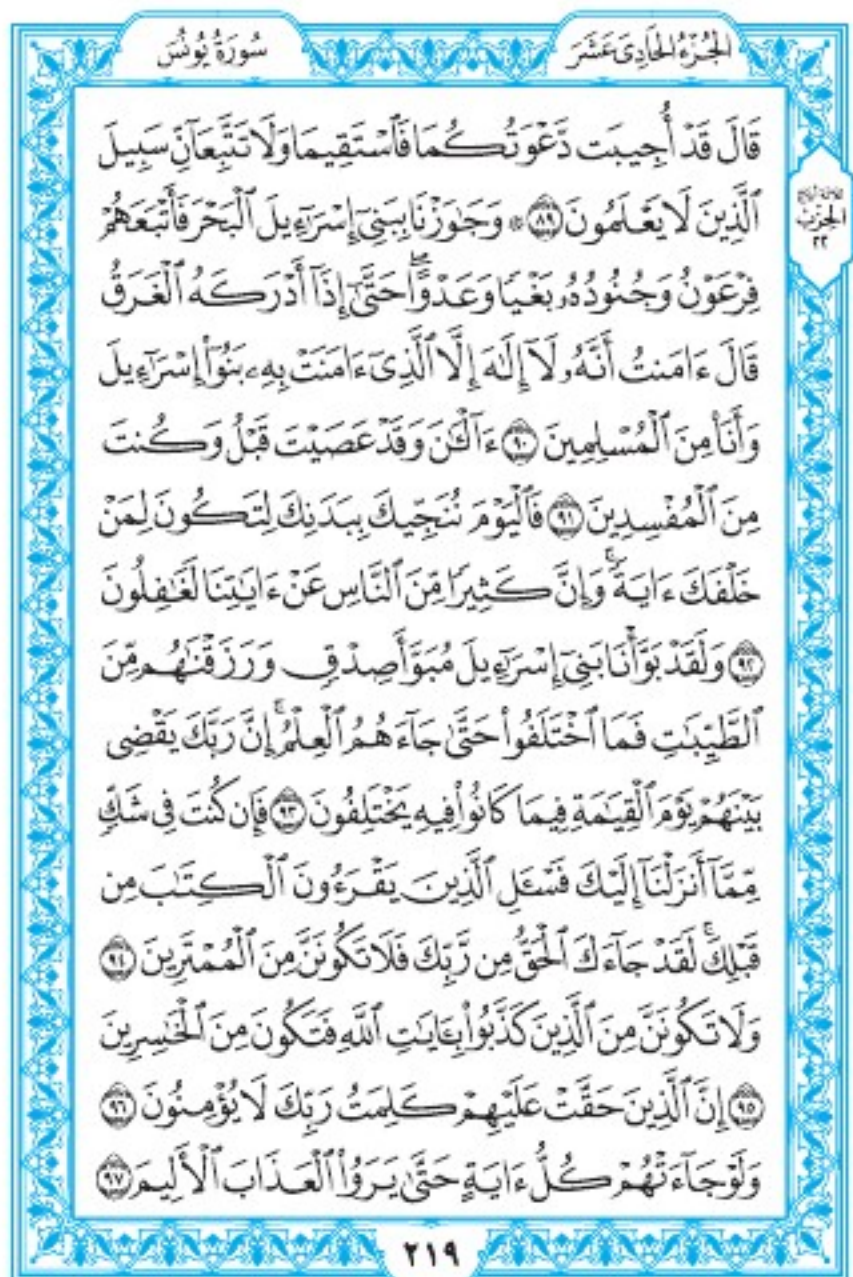 الجُزْءُ الحَادِىَ عَشَرَ
سُورَةُ يُونُسَ
قَالَ قَدْ أُجِيبَت دَّعْوَتُكُمَا فَٱسْتَقِيمَا وَلَا تَتَّبِعَآنِّ سَبِيلَ
ٱلَّذِينَ لَا يَعْلَمُونَ ۝٨٩ ۞ وَجَٰوَزْنَا بِبَنِىٓ إِسْرَٰٓءِيلَ ٱلْبَحْرَ فَأَتْبَعَهُمْ
فِرْعَوْنُ وَجُنُودُهُۥ بَغْيًا وَعَدْوًا ۖ حَتَّىٰٓ إِذَآ أَدْرَكَهُ ٱلْغَرَقُ
قَالَ ءَامَنتُ أَنَّهُۥ لَآ إِلَٰهَ إِلَّا ٱلَّذِىٓ ءَامَنَتْ بِهِۦ بَنُوٓا۟ إِسْرَٰٓءِيلَ
وَأَنَا۠ مِنَ ٱلْمُسْلِمِينَ ۝٩٠ ءَآلْـَٰٔنَ وَقَدْ عَصَيْتَ قَبْلُ وَكُنتَ
مِنَ ٱلْمُفْسِدِينَ ۝٩١ فَٱلْيَوْمَ نُنَجِّيكَ بِبَدَنِكَ لِتَكُونَ لِمَنْ
خَلْفَكَ ءَايَةً ۚ وَإِنَّ كَثِيرًا مِّنَ ٱلنَّاسِ عَنْ ءَايَٰتِنَا لَغَٰفِلُونَ
۝٩٢ وَلَقَدْ بَوَّأْنَا بَنِىٓ إِسْرَٰٓءِيلَ مُبَوَّأَ صِدْقٍ وَرَزَقْنَٰهُم مِّنَ
ٱلطَّيِّبَٰتِ فَمَا ٱخْتَلَفُوا۟ حَتَّىٰ جَآءَهُمُ ٱلْعِلْمُ ۚ إِنَّ رَبَّكَ يَقْضِى
بَيْنَهُمْ يَوْمَ ٱلْقِيَٰمَةِ فِيمَا كَانُوا۟ فِيهِ يَخْتَلِفُونَ ۝٩٣ فَإِن كُنتَ فِى شَكٍّ
مِّمَّآ أَنزَلْنَآ إِلَيْكَ فَسْـَٔلِ ٱلَّذِينَ يَقْرَءُونَ ٱلْكِتَٰبَ مِن
قَبْلِكَ ۚ لَقَدْ جَآءَكَ ٱلْحَقُّ مِن رَّبِّكَ فَلَا تَكُونَنَّ مِنَ ٱلْمُمْتَرِينَ ۝٩٤
وَلَا تَكُونَنَّ مِنَ ٱلَّذِينَ كَذَّبُوا۟ بِـَٔايَٰتِ ٱللَّهِ فَتَكُونَ مِنَ ٱلْخَٰسِرِينَ
۝٩٥ إِنَّ ٱلَّذِينَ حَقَّتْ عَلَيْهِمْ كَلِمَتُ رَبِّكَ لَا يُؤْمِنُونَ ۝٩٦
وَلَوْ جَآءَتْهُمْ كُلُّ ءَايَةٍ حَتَّىٰ يَرَوُا۟ ٱلْعَذَابَ ٱلْأَلِيمَ ۝٩٧
الحِزْب
٢٢
٢١٩